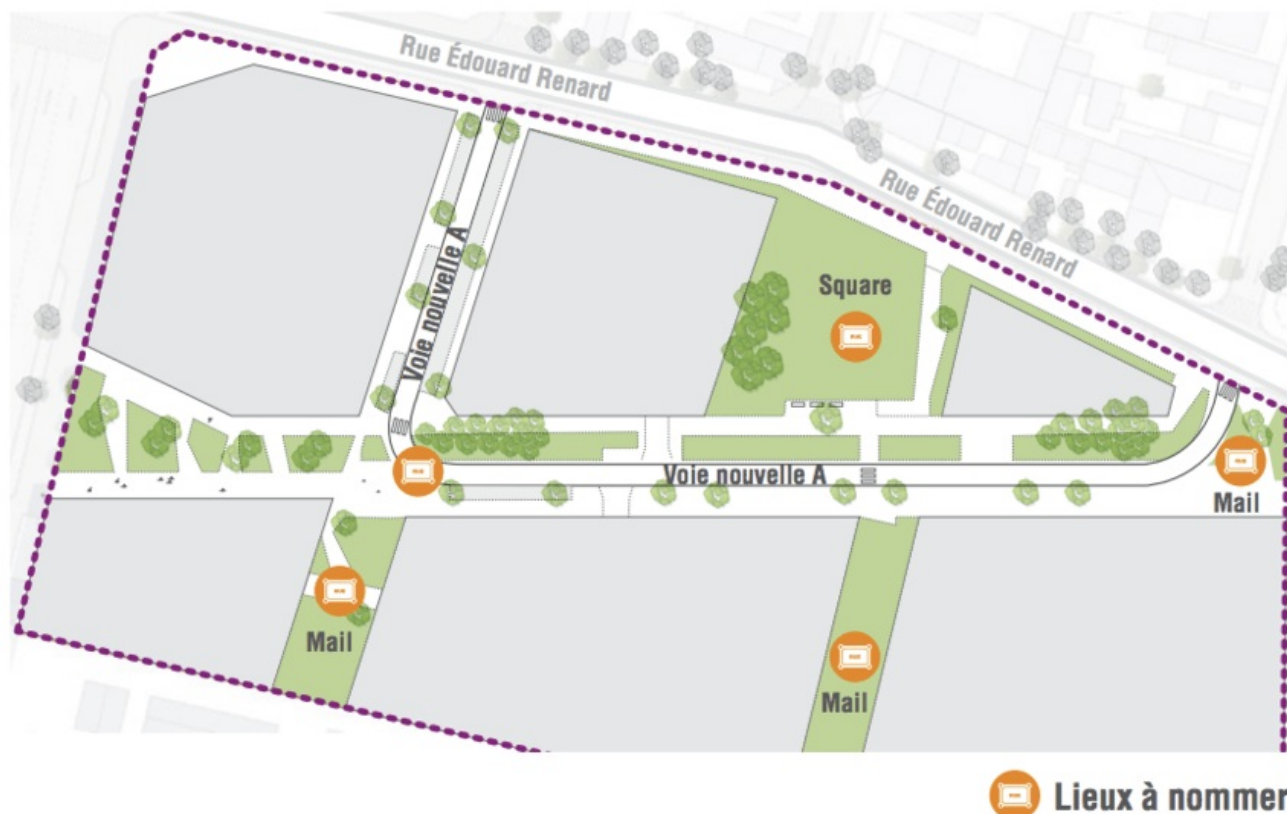 Rue Édouard Renard
Rue Édouard Renard
Voie nouvelle A
Square
Voie nouvelle A
Mail
Mail
Mail
Lieux à nommer